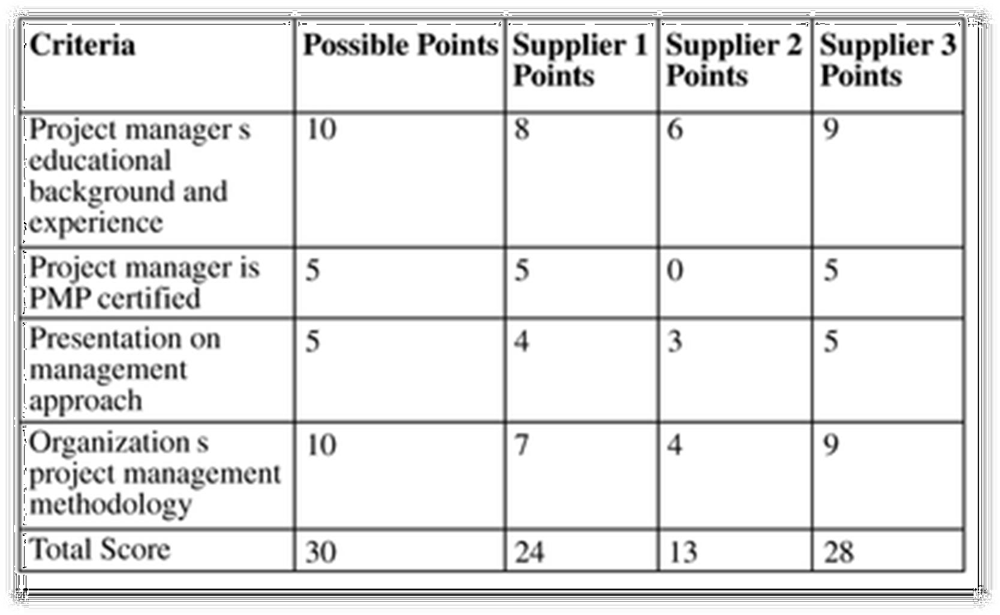 Criteria Possible Points Supplier 1 Supplier 2 Supplier 3
Points Points Points
Project manager s 10 8 6 9
educational
background and
experience
Project manager is 5 5 0 5
PMP certified
Presentation on 5 4 3 5
management
approach
Organization s 10 7 4 9
project management
methodology
Total Score 30 24 13 28